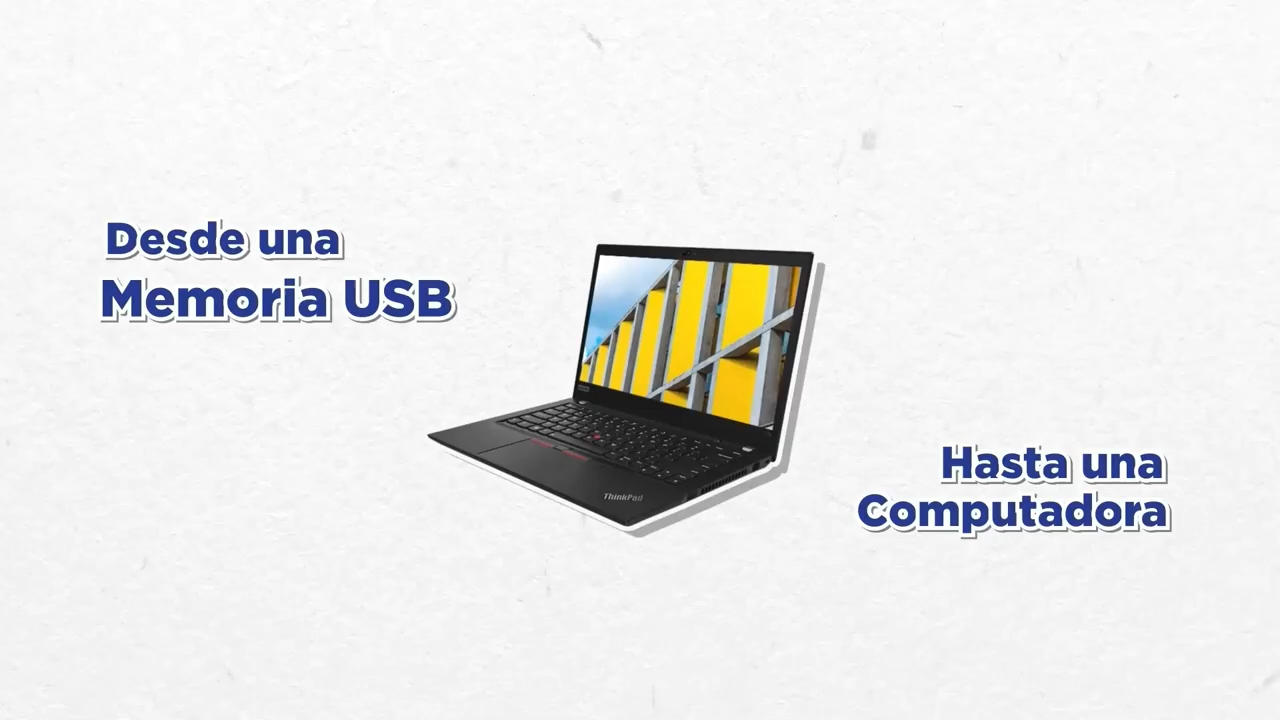 Desde una
Memoria USB
ThinkPad
Hasta una
Computadora